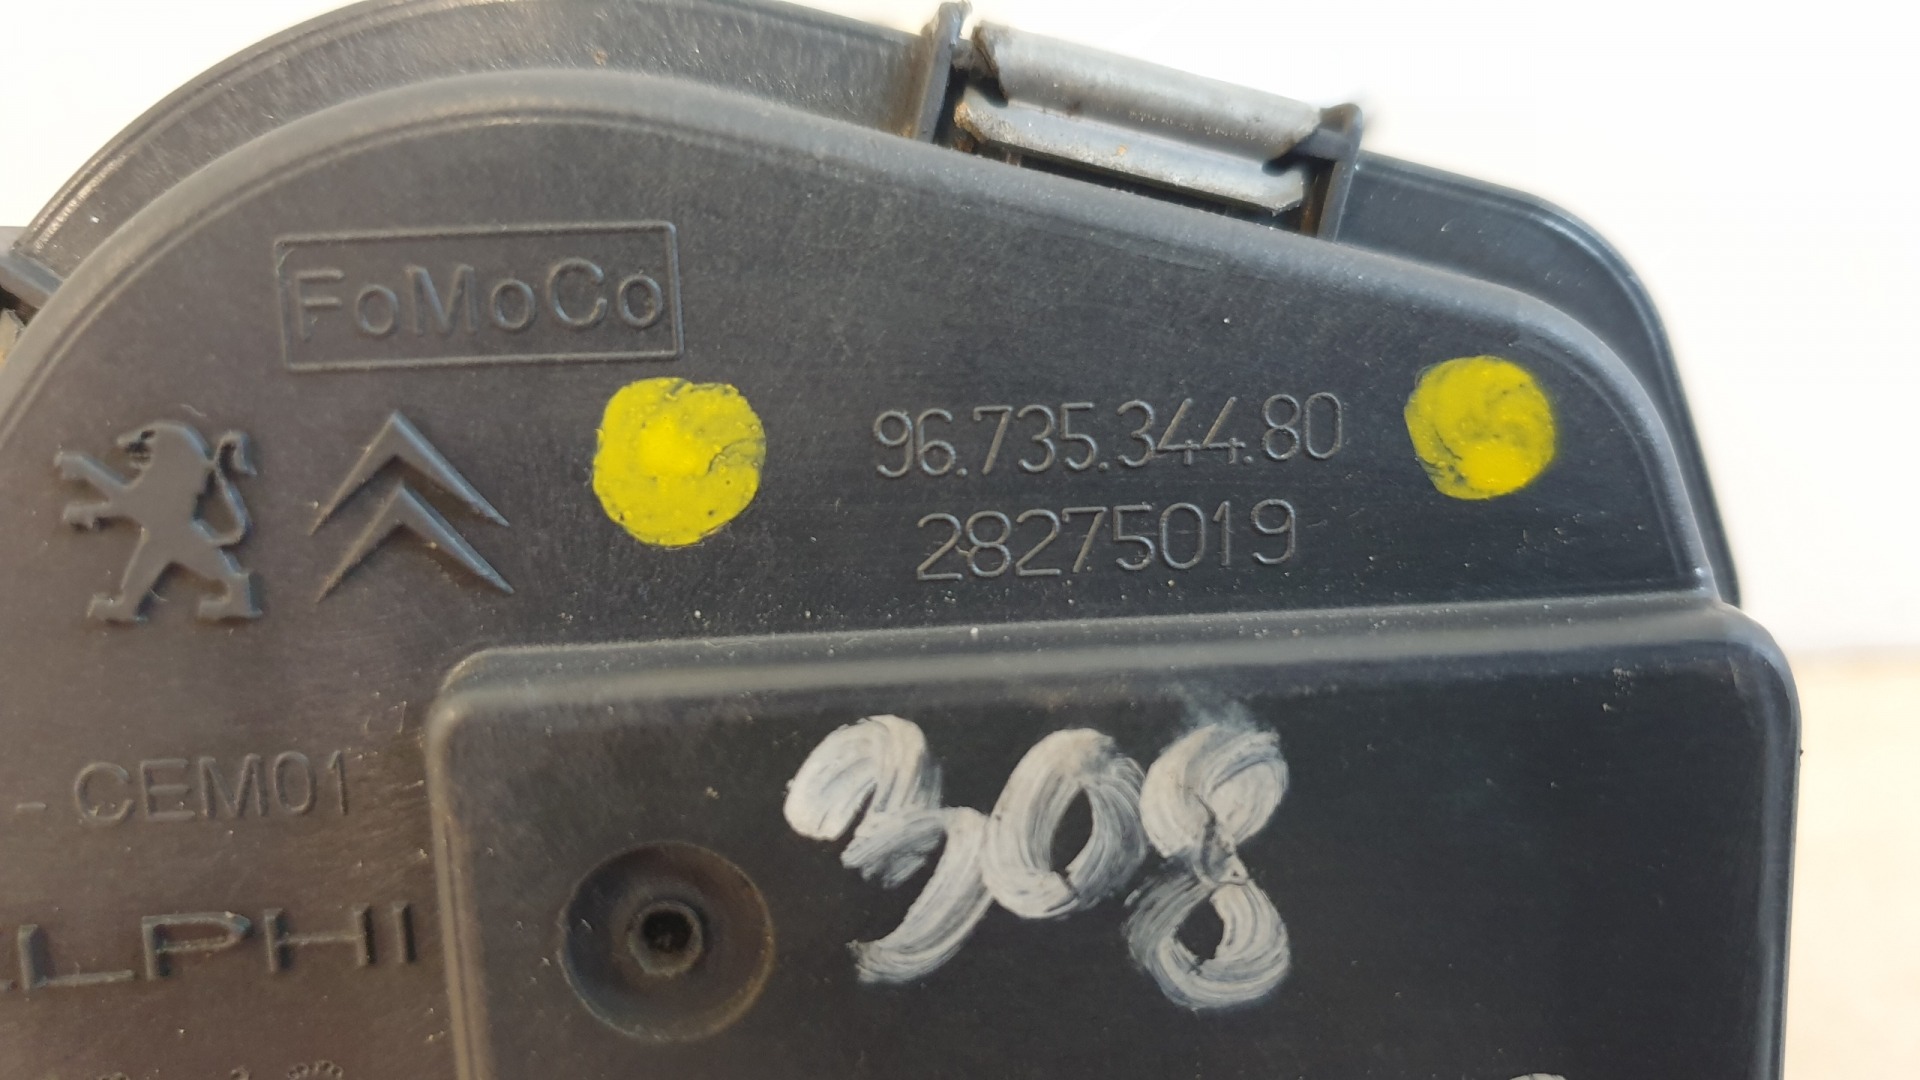 FoMoCo
96.735.344.80
28275019
- CEM01 -
LPHI
308